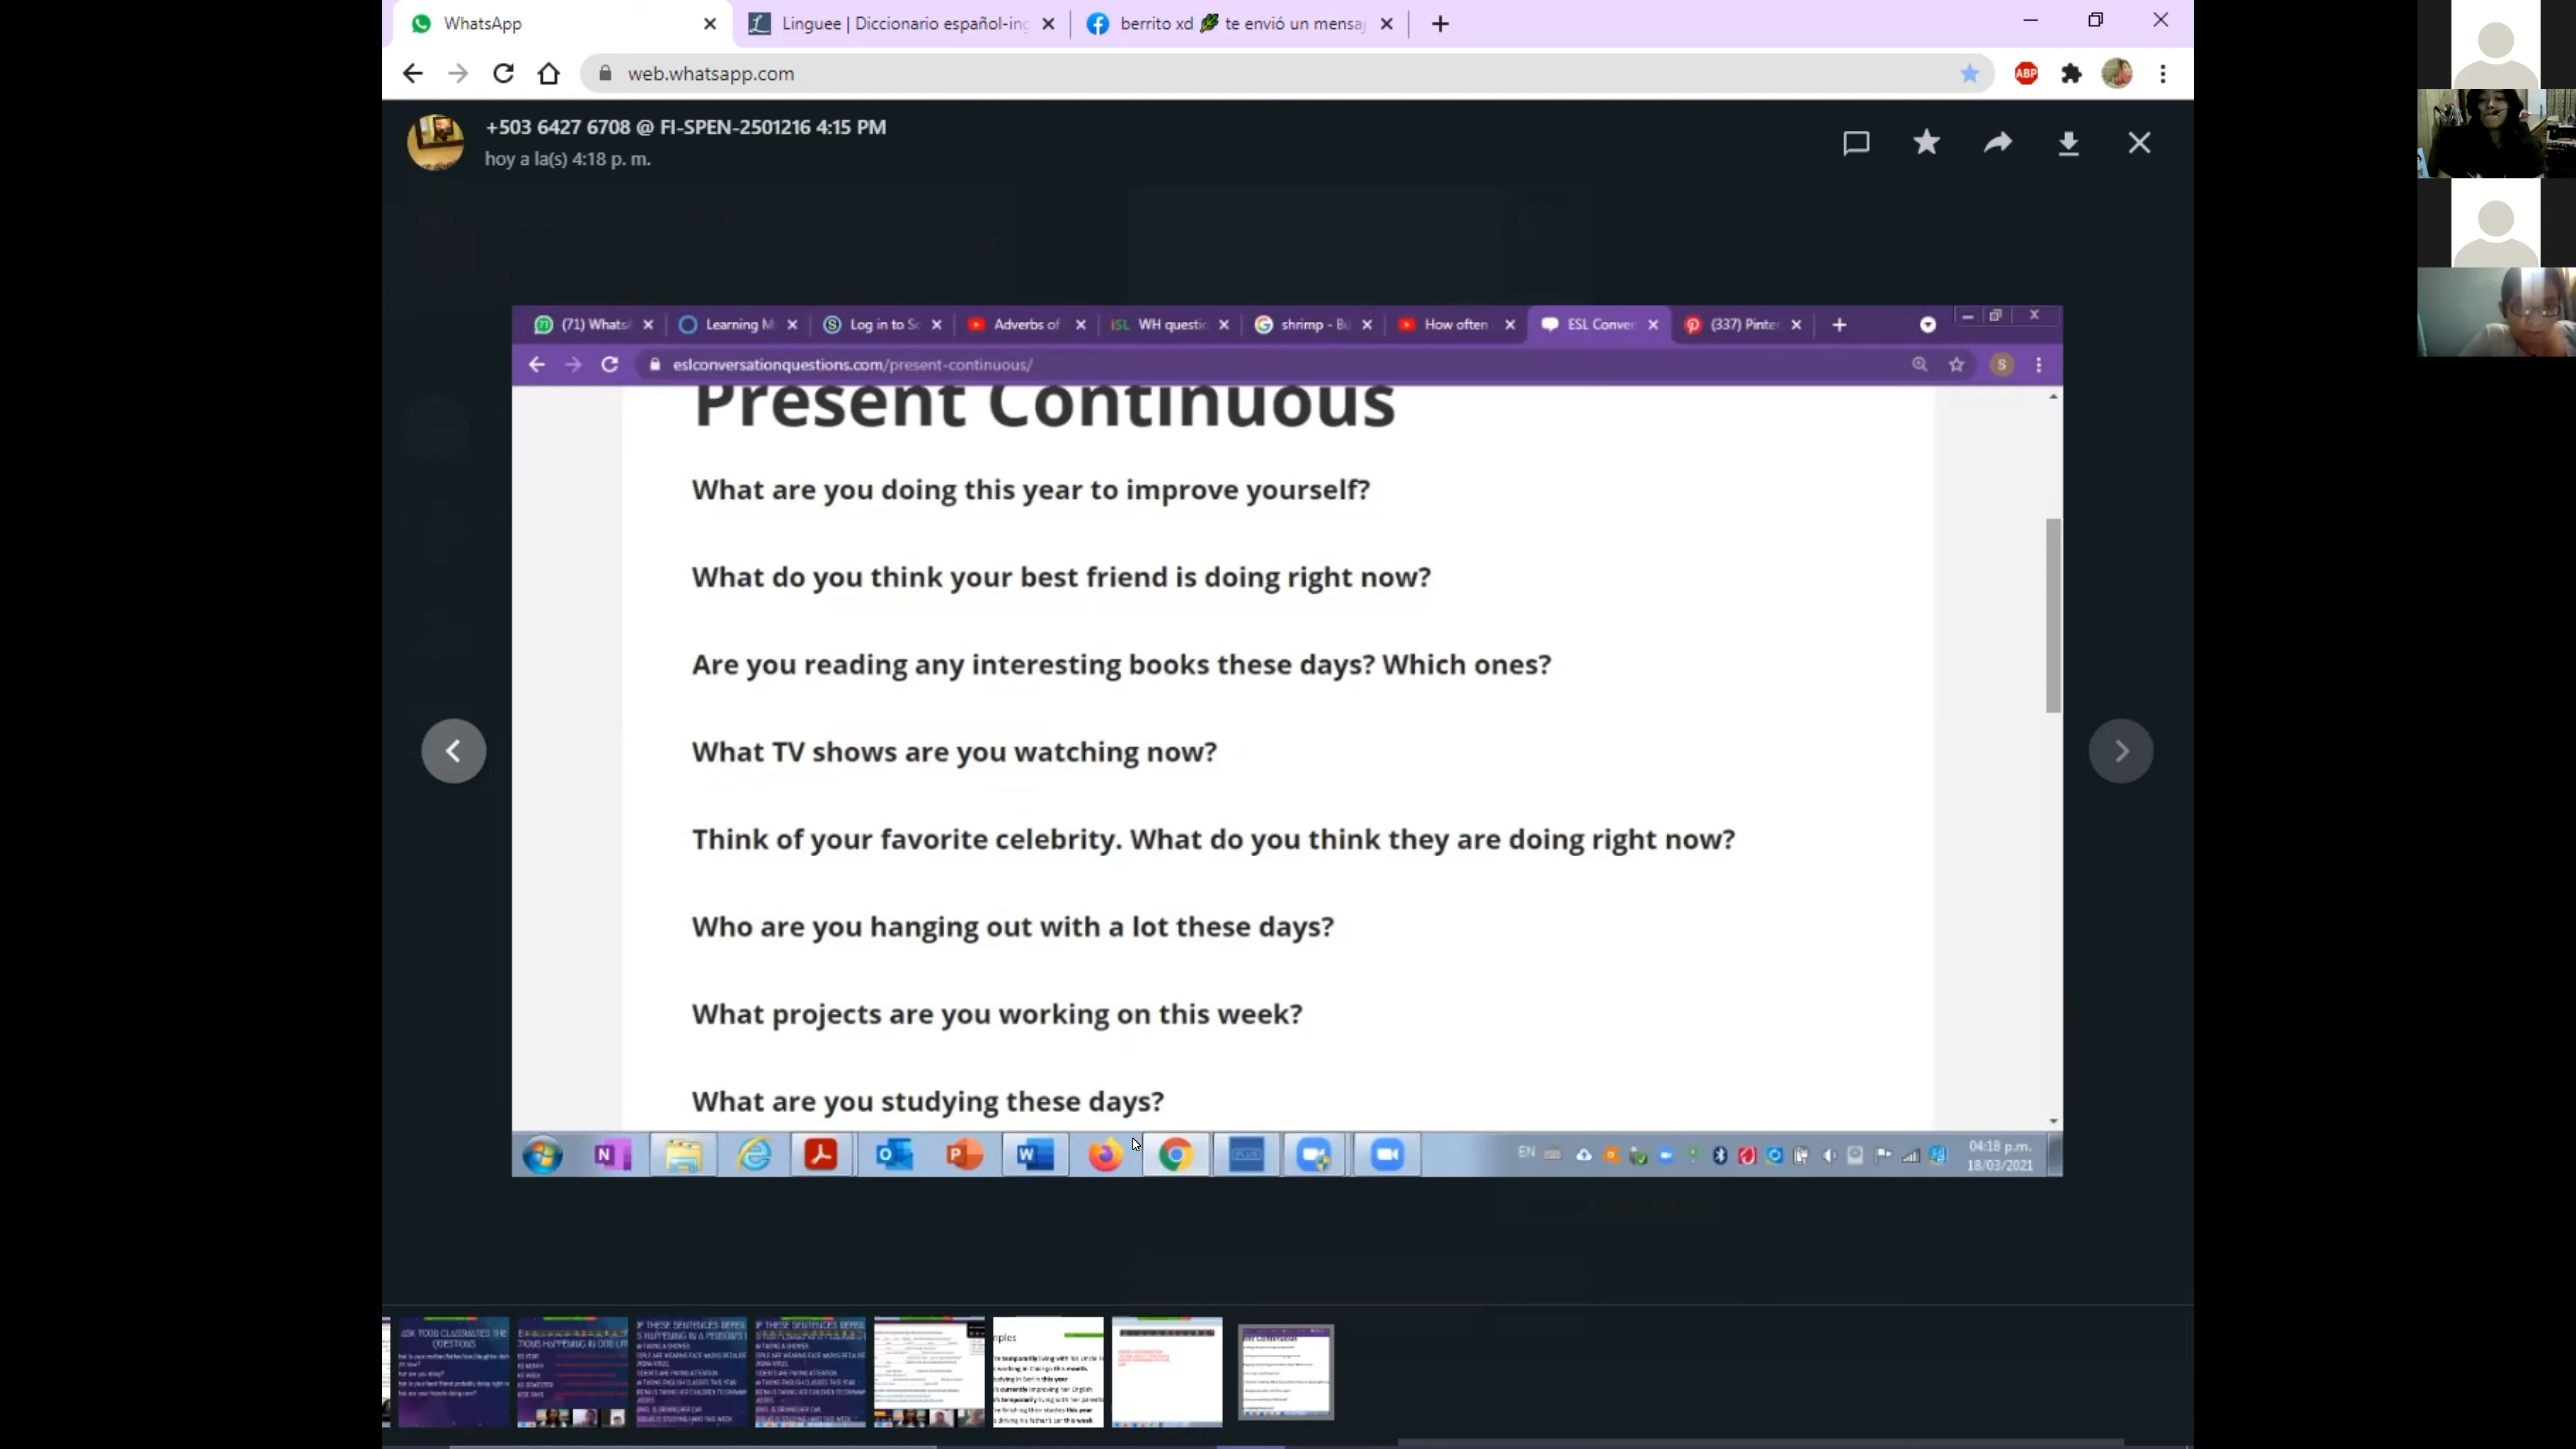 WhatsApp
Linguee | Diccionario español-ing
berrito xd te envió un mensaj
web.whatsapp.com
ABP
+503 6427 6708 @ FI-SPEN-2501216 4:15 PM
hoy a la(s) 4:18 p. m.
(71) Whats
Learning M
Log in to Sc
Adverbs of
WH questic
shrimp - Bú
How often
ESL Conver
(337) Pinter
eslconversationquestions.com/present-continuous/
S
Present Continuous
What are you doing this year to improve yourself?
What do you think your best friend is doing right now?
Are you reading any interesting books these days? Which ones?
What TV shows are you watching now?
Think of your favorite celebrity. What do you think they are doing right now?
Who are you hanging out with a lot these days?
What projects are you working on this week?
What are you studying these days?
EN
04:18 p.m.
18/03/2021